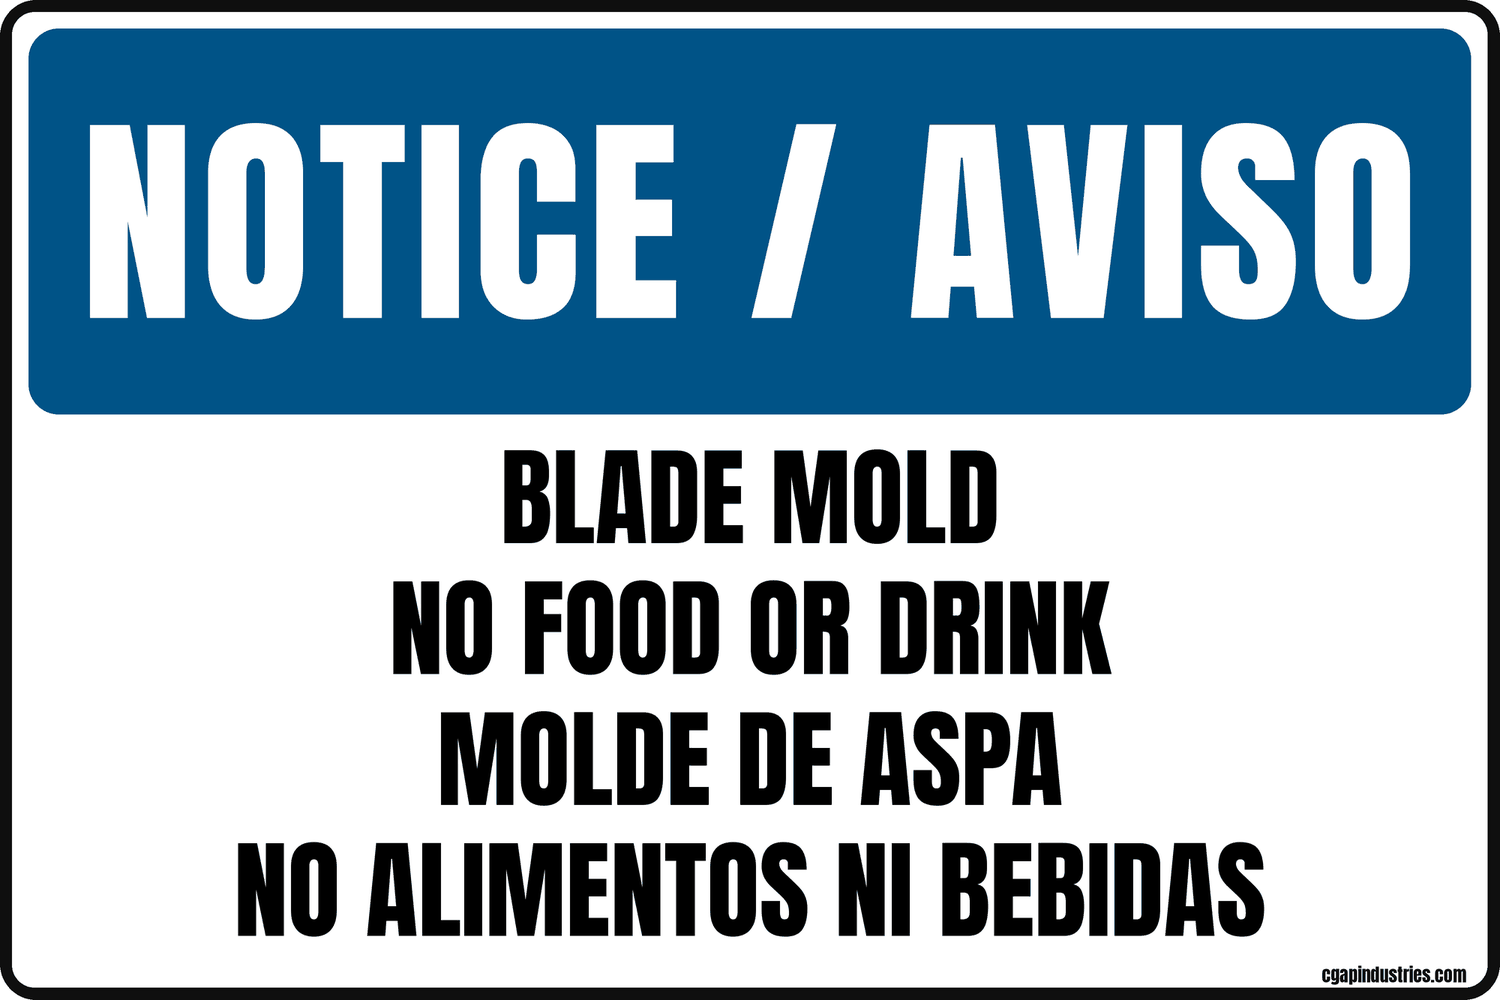 NOTICE / AVISO
BLADE MOLD
NO FOOD OR DRINK
MOLDE DE ASPA
NO ALIMENTOS NI BEBIDAS
cgapindustries.com